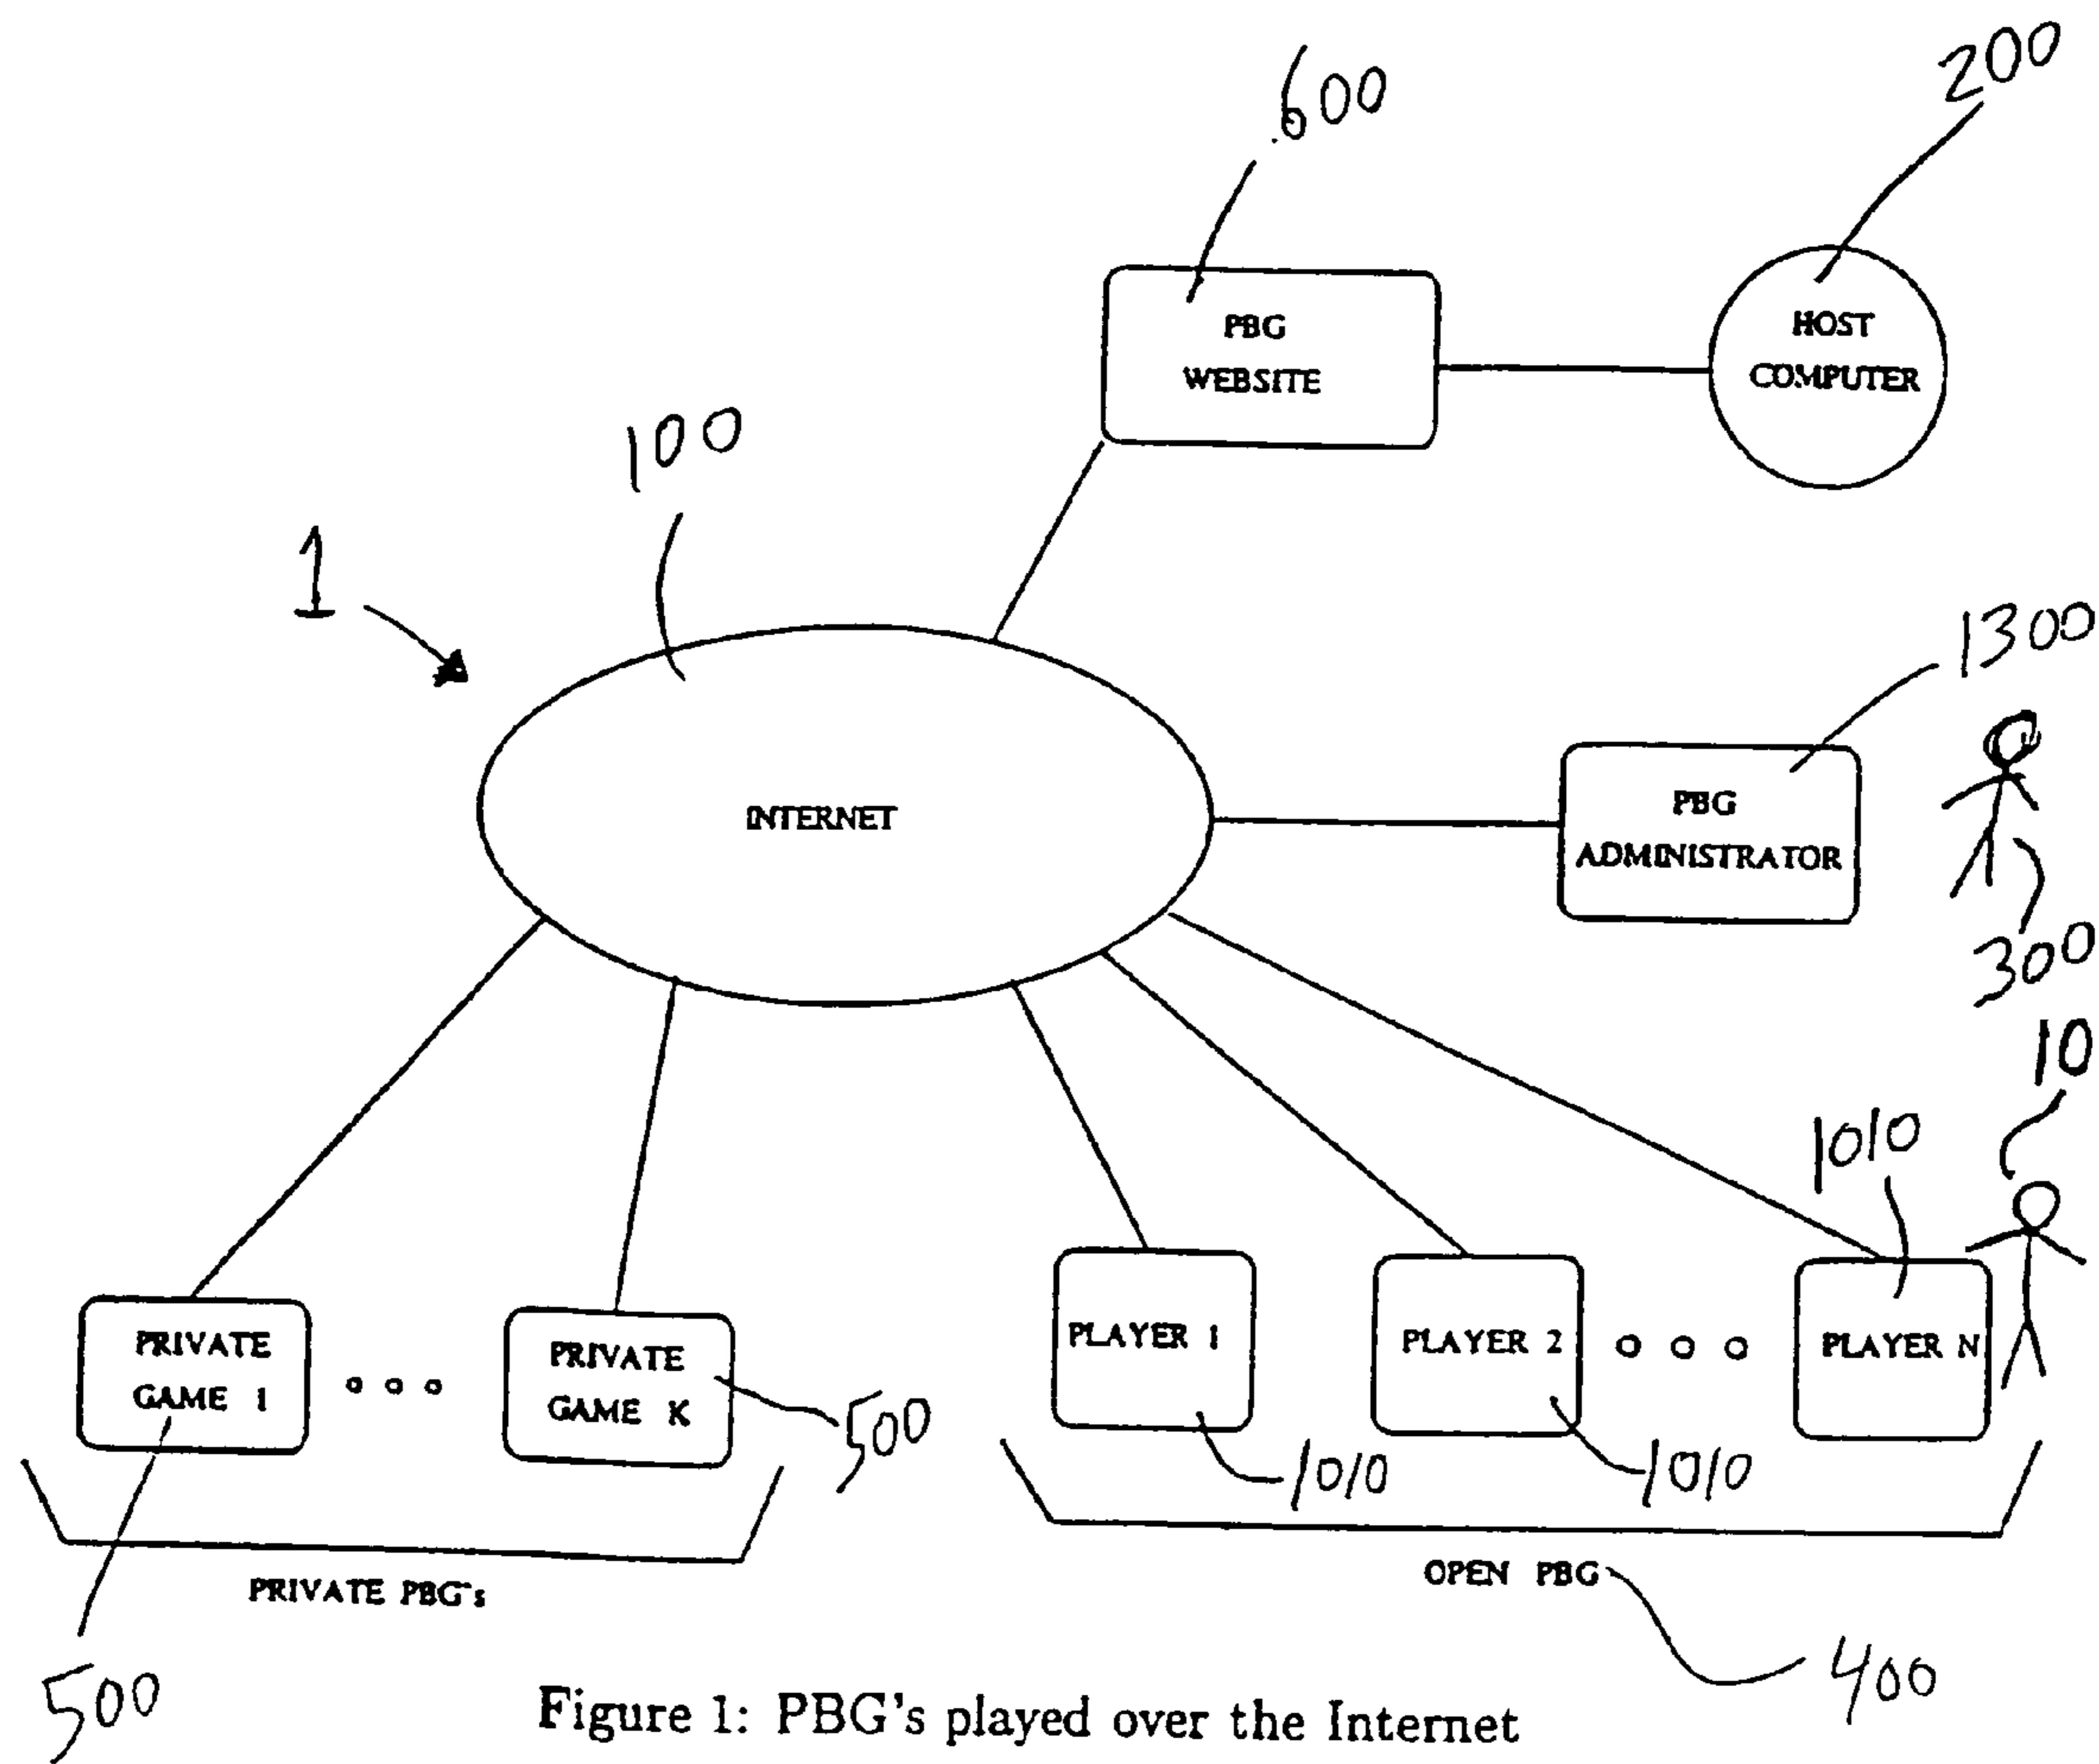 200
600
HOST
COMPUTER
PBG
WEBSITE
100
1
1300
PBG
ADMINISTRATOR
INTERNET
300
10
1010
PRIVATE
GAME 1
PRIVATE
GAME K
PLAYER 1
PLAYER 2
PLAYER N
500
1010
1010
PRIVATE PBG's
OPEN PBG
500
400
Figure 1: PBG's played over the Internet